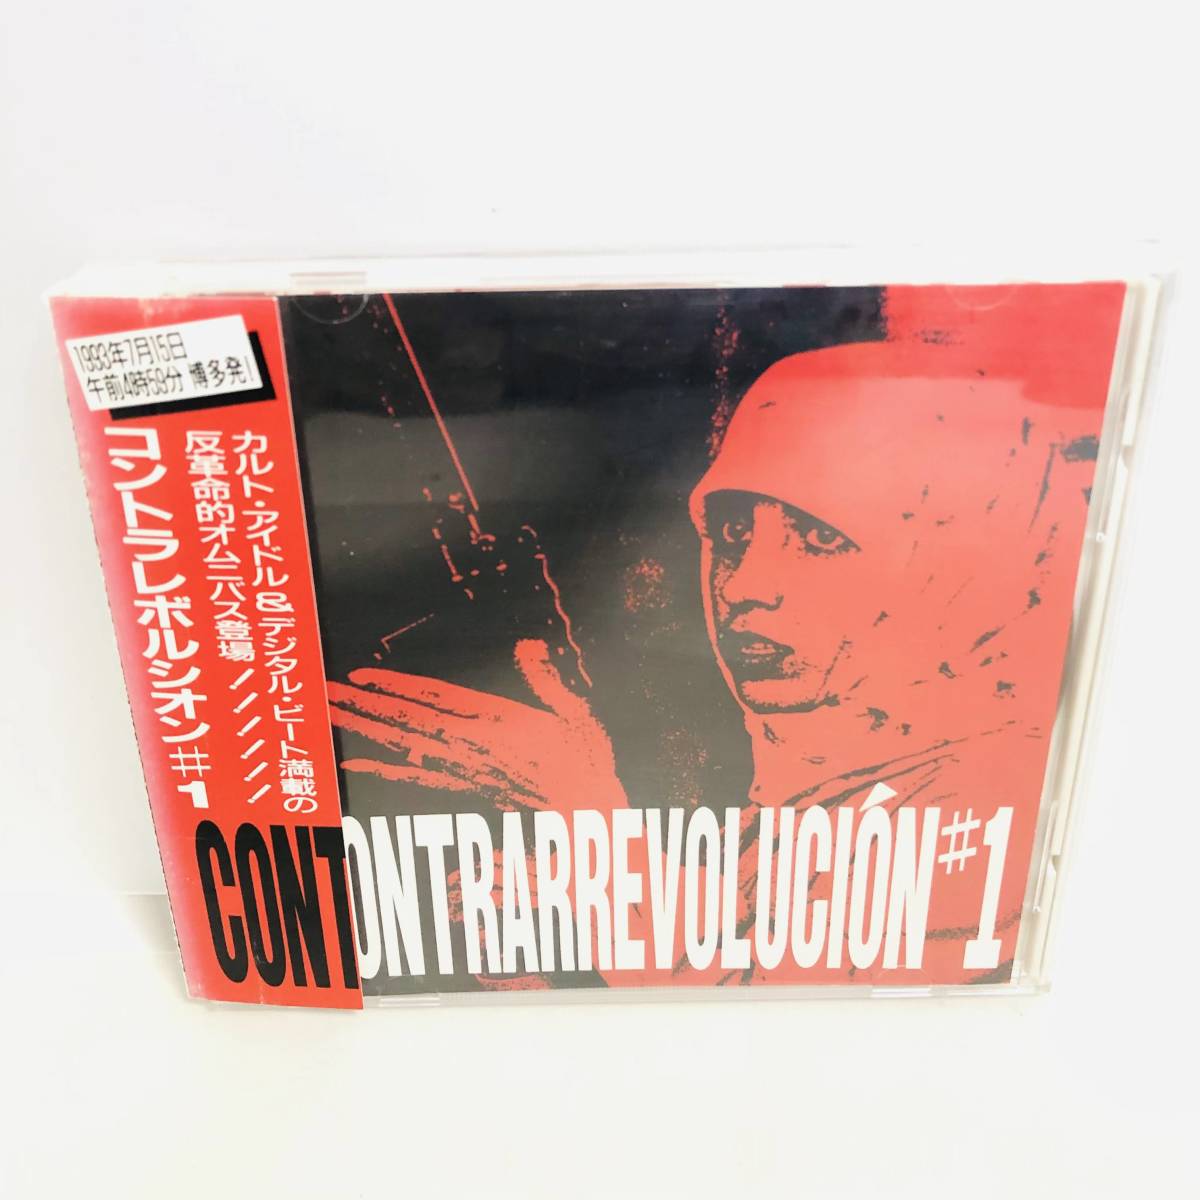 1993年7月15日
午前4時59分 博多発!
カルト・アイドル&デジタル・ビート満載の
反革命的オムニバス登場!!!!!
コントラレボルシオン#1
CONT
ONTRARREVOLUCIÓN#1